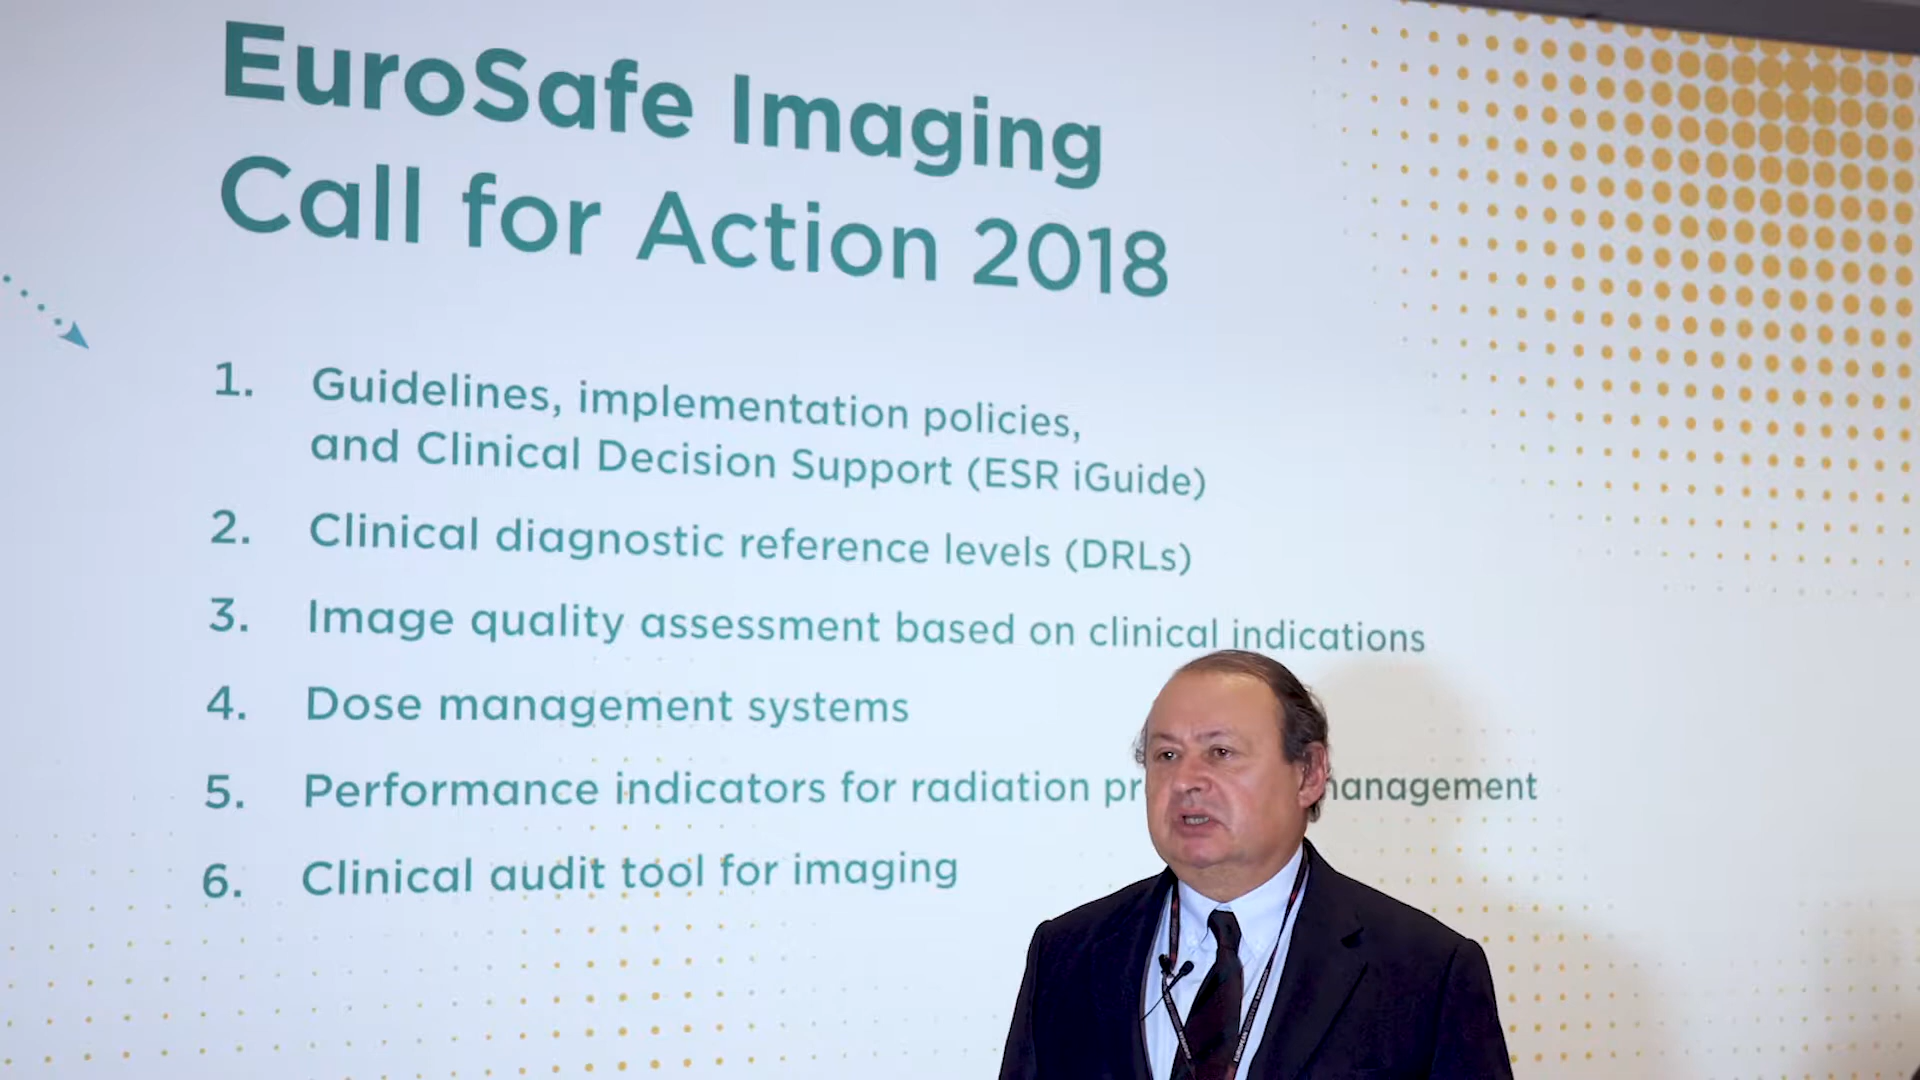 EuroSafe Imaging
Call for Action 2018
1. Guidelines, implementation policies,
and Clinical Decision Support (ESR iGuide)
2. Clinical diagnostic reference levels (DRLs)
3. Image quality assessment based on clinical indications
4. Dose management systems
5. Performance indicators for radiation
6. Clinical audit tool for imaging